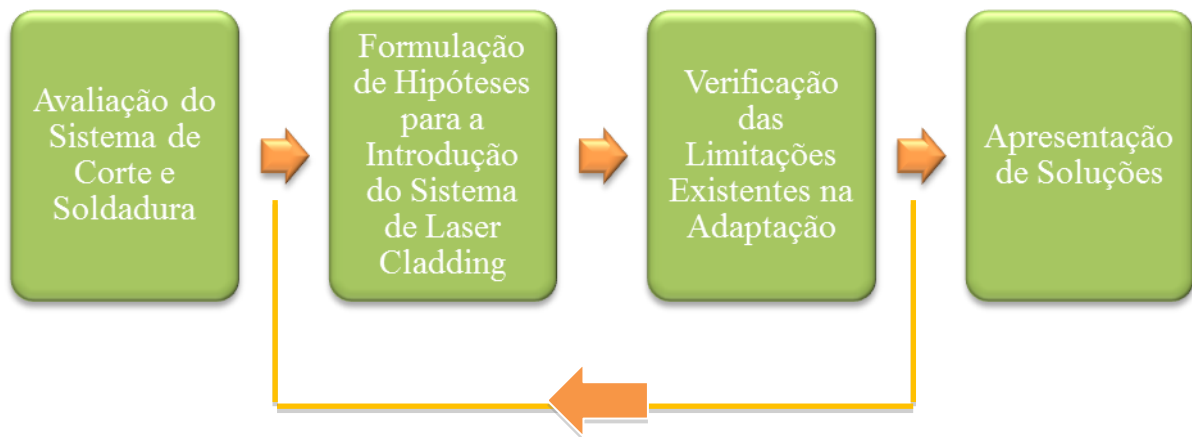 Avaliação do
Sistema de
Corte e
Soldadura
Formulação
de Hipóteses
para a
Introdução
do Sistema
de Laser
Cladding
Verificação
das
Limitações
Existentes na
Adaptação
Apresentação
de Soluções